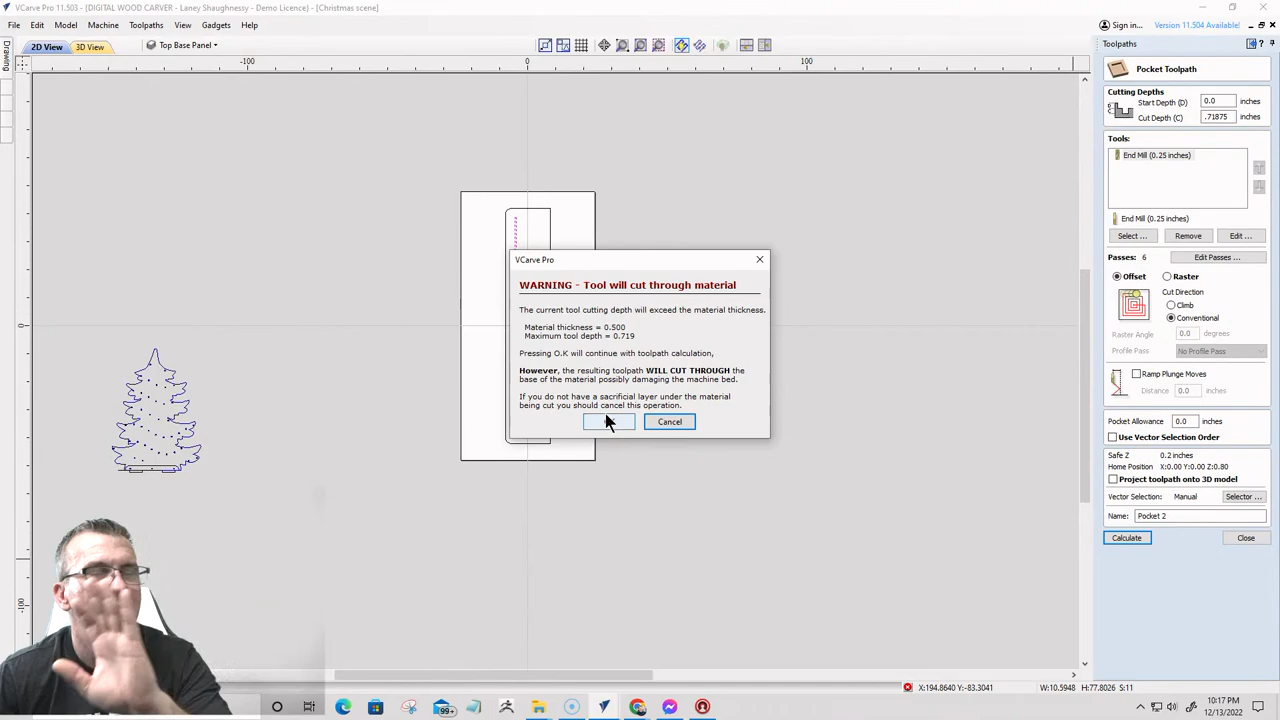 VCarve Pro 11.503 - (DIGITAL WOOD CARVER - Laney Shaughnessy - Demo Licence) - [Christmas scene]
File Edit Model Machine Toolpaths View Gadgets Help
Sign in... Version 11.504 Available!
2D View 3D View Top Base Panel
Drawing
-100 0 100
0
-100
Toolpaths
Pocket Toolpath
Cutting Depths
Start Depth (D) 0.0 inches
Cut Depth (C) .71875 inches
Tools:
End Mill (0.25 inches)
End Mill (0.25 inches)
Select ... Remove Edit ...
Passes: 6 Edit Passes ...
Offset Raster
Cut Direction
Climb
Conventional
Raster Angle 0.0 degrees
Profile Pass No Profile Pass
Ramp Plunge Moves
Distance 0.0 inches
Pocket Allowance 0.0 inches
Use Vector Selection Order
Safe Z 0.2 inches
Home Position X:0.00 Y:0.00 Z:0.80
Project toolpath onto 3D model
Vector Selection: Manual Selector ...
Name: Pocket 2
Calculate Close
VCarve Pro
WARNING - Tool will cut through material
The current tool cutting depth will exceed the material thickness.
Material thickness = 0.500
Maximum tool depth = 0.719
Pressing O.K will continue with toolpath calculation,
However, the resulting toolpath WILL CUT THROUGH the
base of the material possibly damaging the machine bed.
If you do not have a sacrificial layer under the material
being cut you should cancel this operation.
Cancel
X:194.8640 Y:-83.3041 W:10.5948 H:77.8026 S:11
99+
10:17 PM
12/13/2022